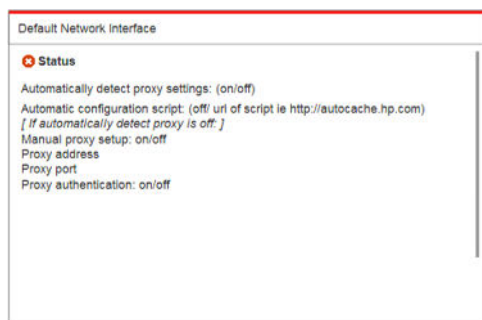 Default Network Interface
Status
Automatically detect proxy settings: (on/off)
Automatic configuration script: (off/ url of script ie http://autocache.hp.com)
[ If automatically detect proxy is off: ]
Manual proxy setup: on/off
Proxy address
Proxy port
Proxy authentication: on/off